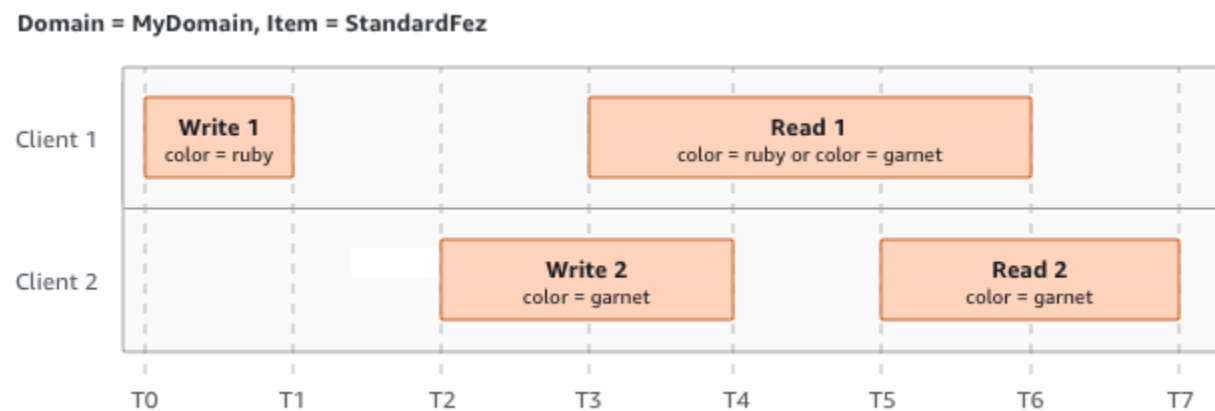 Domain = MyDomain, Item = StandardFez
Client 1
Write 1
color = ruby
Read 1
color = ruby or color = garnet
Client 2
Write 2
color = garnet
Read 2
color = garnet
T0 T1 T2 T3 T4 T5 T6 T7